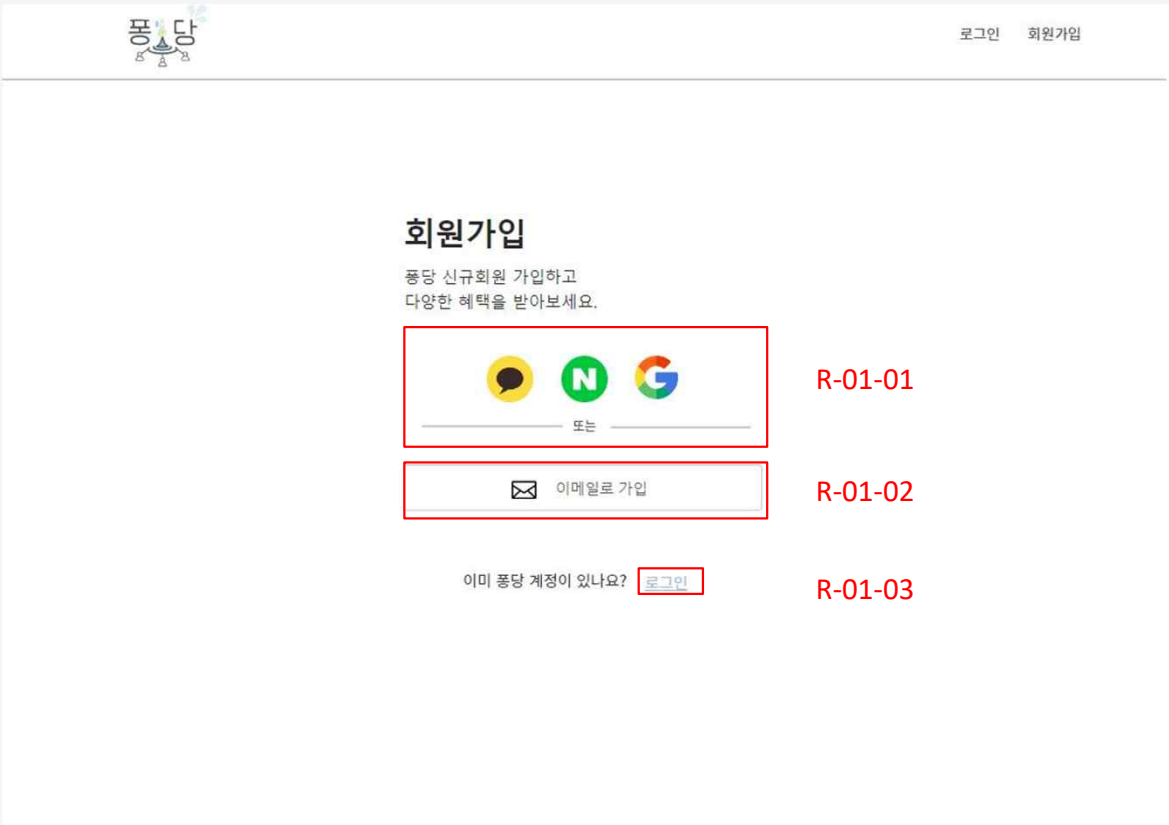 퐁당
로그인 회원가입
회원가입
퐁당 신규회원 가입하고
다양한 혜택을 받아보세요.
R-01-01
또는
이메일로 가입
R-01-02
이미 퐁당 계정이 있나요? 로그인
R-01-03